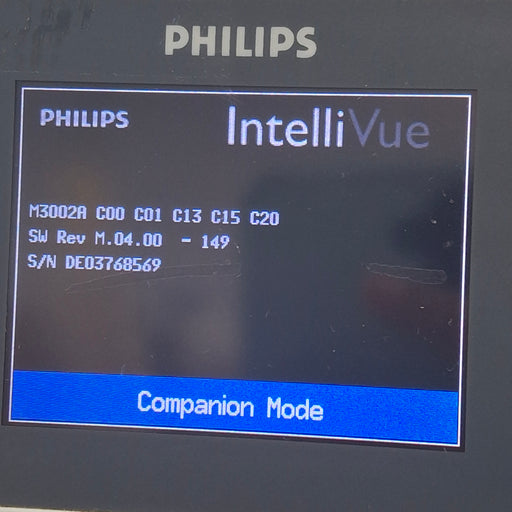 PHILIPS
PHILIPS IntelliVue
M3002A C00 C01 C13 C15 C20
SW Rev M.04.00 - 149
S/N DE03768569
Companion Mode